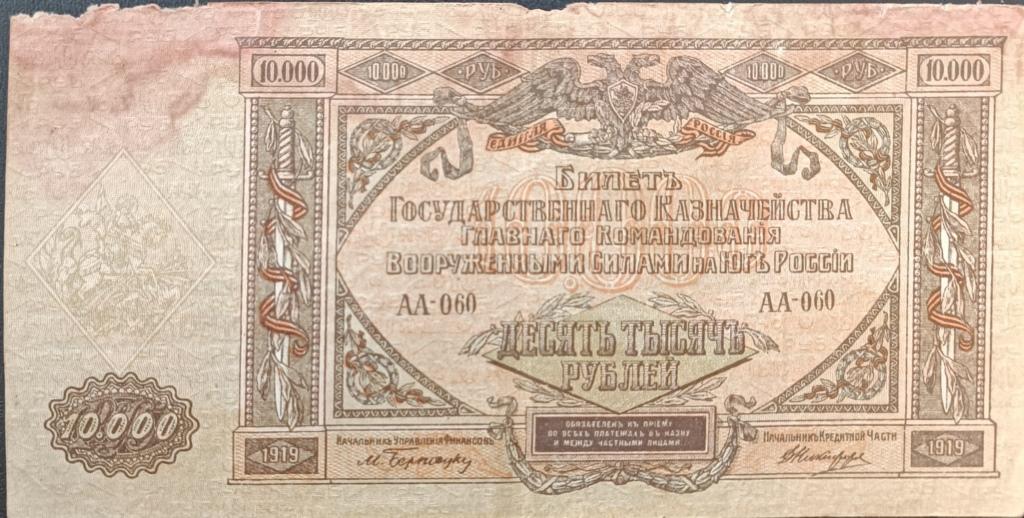 10.000 10.000 РУБ. 10.000 РУБ. 10.000
ЕДИНАЯ РОССІЯ
БИЛЕТЪ
ГОСУДАРСТВЕННАГО КАЗНАЧЕЙСТВА
ГЛАВНАГО КОМАНДОВАНІЯ
ВООРУЖЕННЫМИ СИЛАМИ НА ЮГѢ РОССІИ
АА-060 АА-060
ДЕСЯТЬ ТЫСЯЧЪ
РУБЛЕЙ
10.000
ОБЯЗАТЕЛЕН КЪ ПРІЕМУ
ВО ВСѢХЪ ПЛАТЕЖАХЪ ВЪ КАЗНУ
И МЕЖДУ ЧАСТНЫМИ ЛИЦАМИ
НАЧАЛЬНИКЪ УПРАВЛЕНІЯ ФИНАНСОВЪ НАЧАЛЬНИКЪ КРЕДИТНОЙ ЧАСТИ
1919 1919